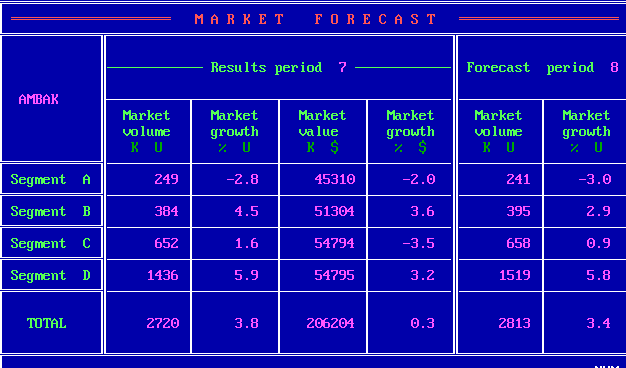 MARKET FORECAST
Results period 7 Forecast period 8
AMBAK
Market Market Market Market Market Market
volume growth value growth volume growth
K U % U K $ % $ K U % U
Segment A 249 -2.8 45310 -2.0 241 -3.0
Segment B 384 4.5 51304 3.6 395 2.9
Segment C 652 1.6 54794 -3.5 658 0.9
Segment D 1436 5.9 54795 3.2 1519 5.8
TOTAL 2720 3.8 206204 0.3 2813 3.4